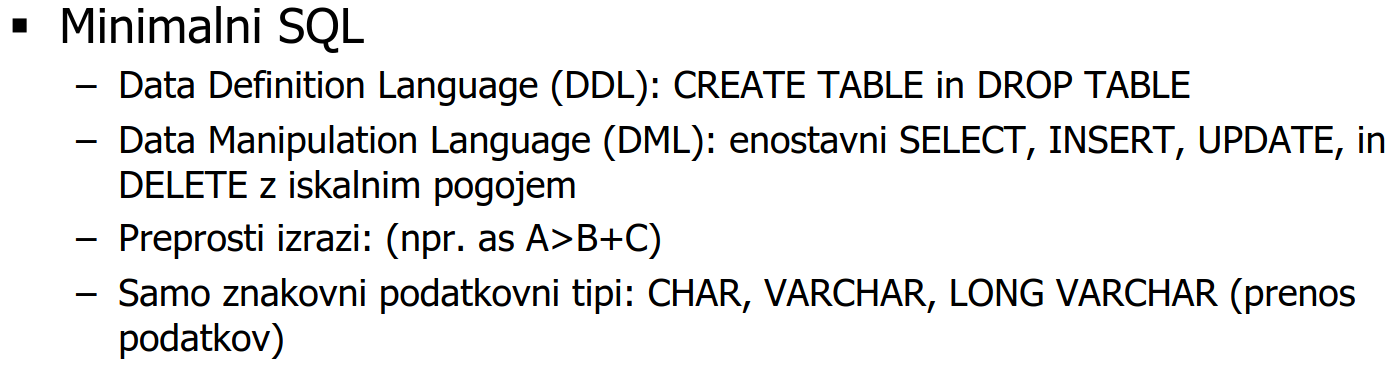 ▪ Minimalni SQL
– Data Definition Language (DDL): CREATE TABLE in DROP TABLE
– Data Manipulation Language (DML): enostavni SELECT, INSERT, UPDATE, in
DELETE z iskalnim pogojem
– Preprosti izrazi: (npr. as A>B+C)
– Samo znakovni podatkovni tipi: CHAR, VARCHAR, LONG VARCHAR (prenos
podatkov)